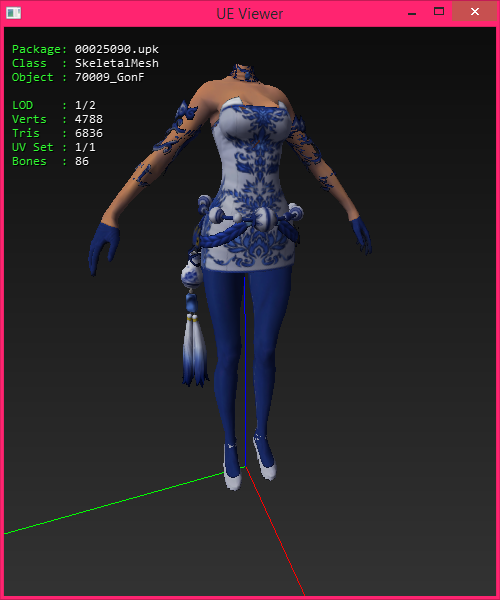 UE Viewer
Package: 00025090.upk
Class  : SkeletalMesh
Object : 70009_GonF
LOD    : 1/2
Verts  : 4788
Tris   : 6836
UV Set : 1/1
Bones  : 86